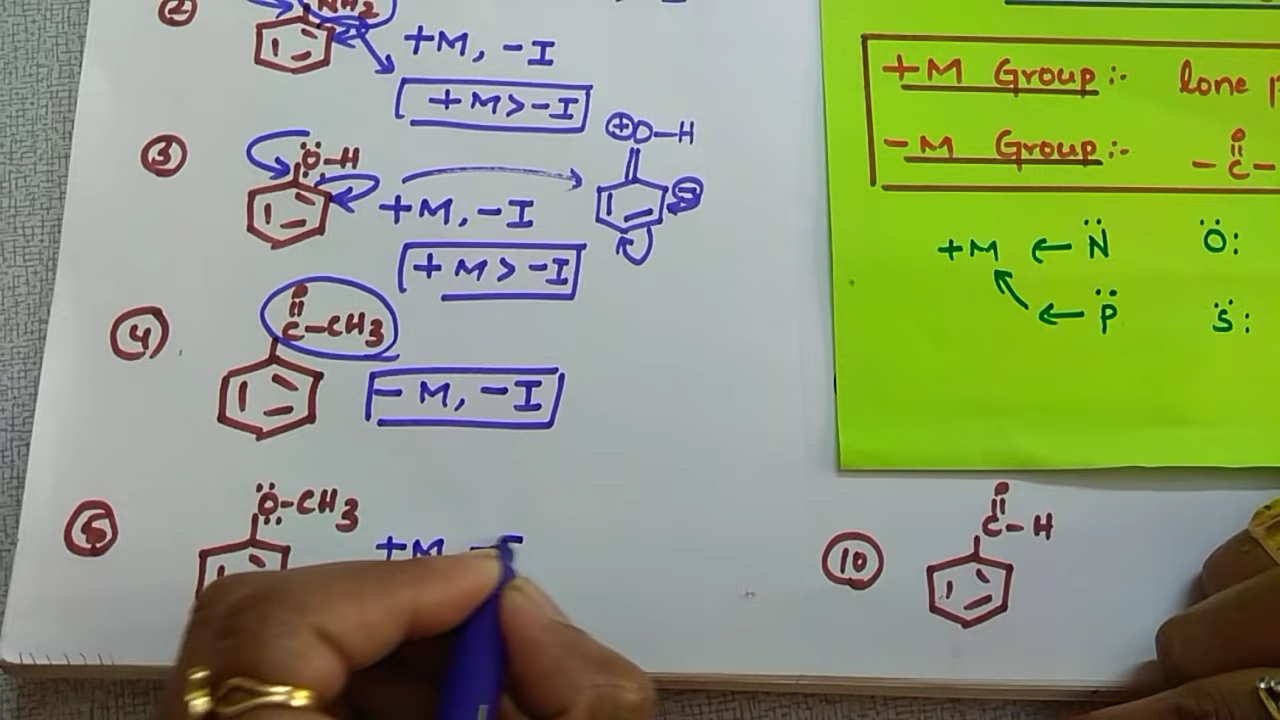 ② NH2
+M, -I
+M > -I
③ Ö-H
+M, -I
+M > -I
⊕O-H
⊖
④ O
C-CH3
-M, -I
⑤ Ö-CH3
+M, -I
⑩ O
C-H
+M Group:- lone
-M Group:- O
-C-
+M ← N̈ Ö:
← P̈ S̈: